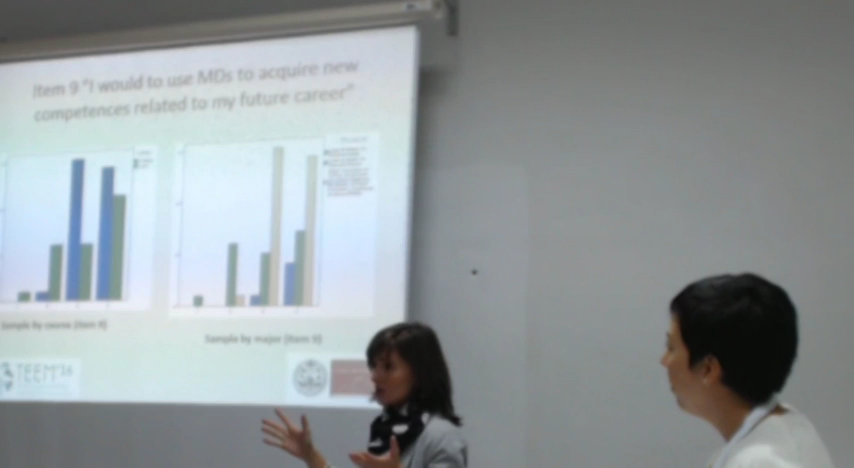 Item 9 "I would to use MDs to acquire new
competences related to my future career"
Sample by course (Item 9)
Sample by major (Item 9)
TEEM'16